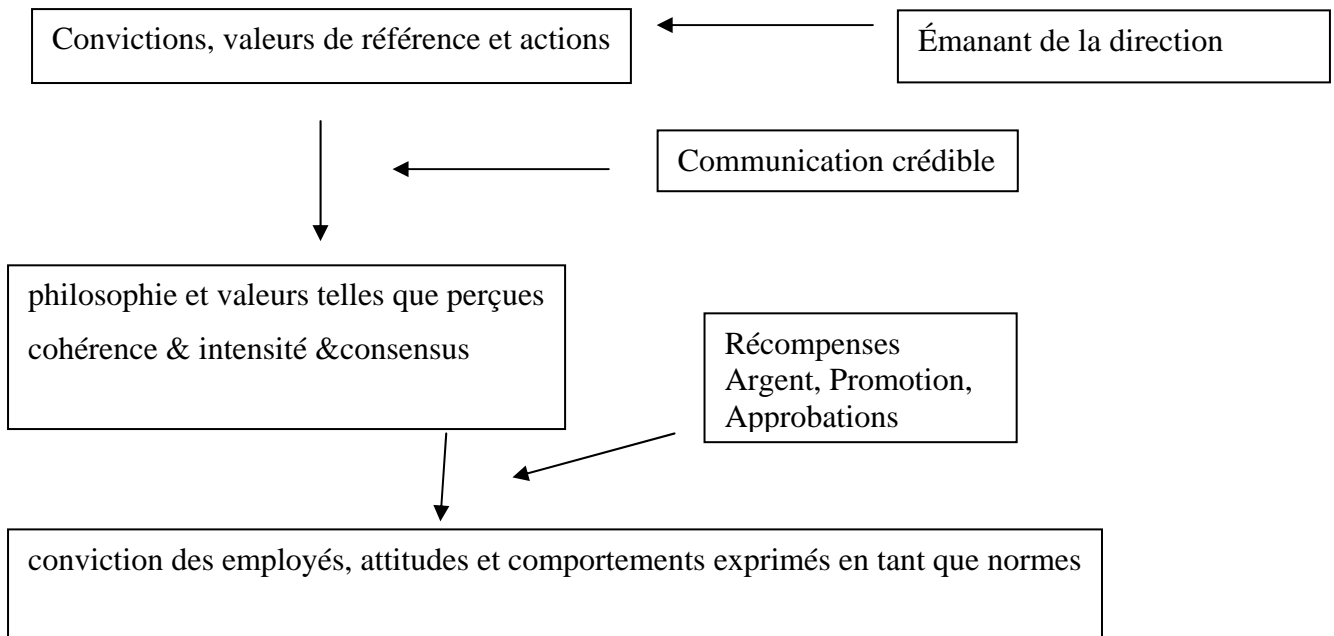 Convictions, valeurs de référence et actions
Émanant de la direction
Communication crédible
philosophie et valeurs telles que perçues
cohérence & intensité &consensus
Récompenses
Argent, Promotion,
Approbations
conviction des employés, attitudes et comportements exprimés en tant que normes